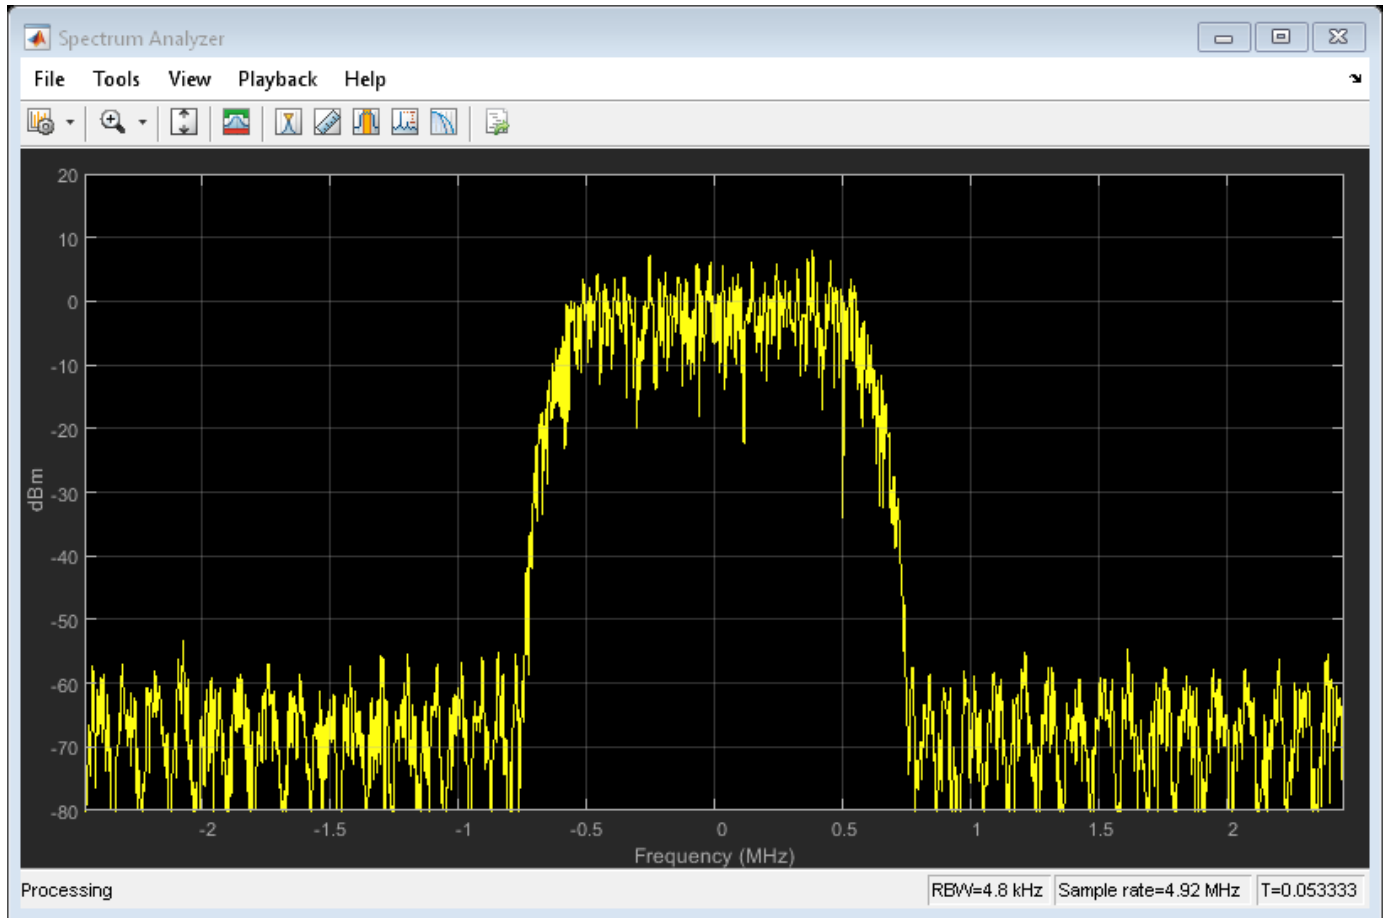 Spectrum Analyzer
File Tools View Playback Help
20
10
0
-10
-20
-30
-40
-50
-60
-70
-80
dBm
-2 -1.5 -1 -0.5 0 0.5 1 1.5 2
Frequency (MHz)
Processing RBW=4.8 kHz Sample rate=4.92 MHz T=0.053333